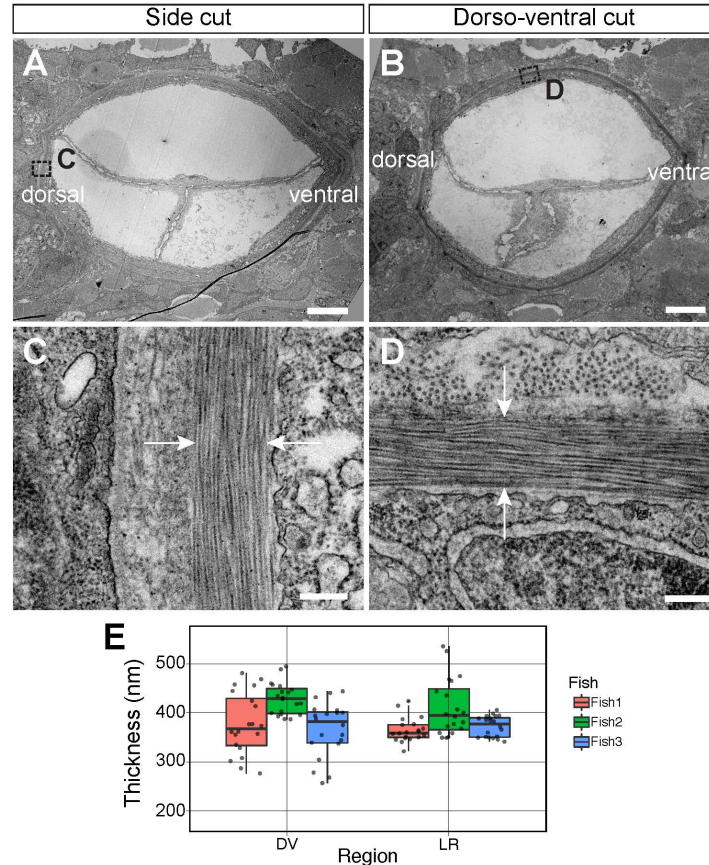 Side cut
Dorso-ventral cut
A
C
dorsal
ventral
B
D
dorsal
ventral
C
D
E
Thickness (nm)
500
400
300
200
DV
LR
Region
Fish
Fish1
Fish2
Fish3